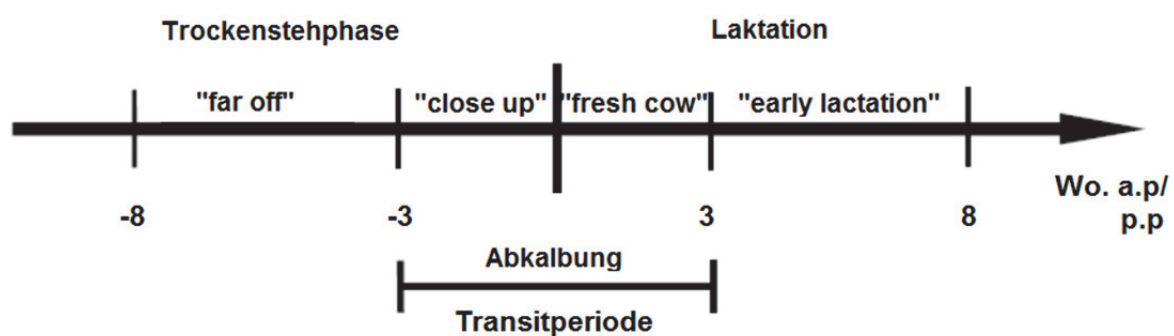 Trockenstehphase Laktation
"far off" "close up" "fresh cow" "early lactation"
-8 -3 3 8 Wo. a.p/
p.p
Abkalbung
Transitperiode